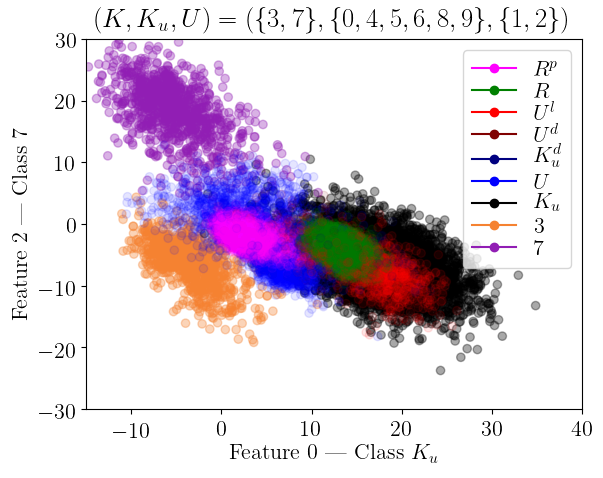 (K, K_u, U) = ({3, 7}, {0, 4, 5, 6, 8, 9}, {1, 2})
30
20
10
0
−10
−20
−30
Feature 2 — Class 7
R^p
R
U^l
U^d
K_u^d
U
K_u
3
7
−10
0
10
20
30
40
Feature 0 — Class K_u